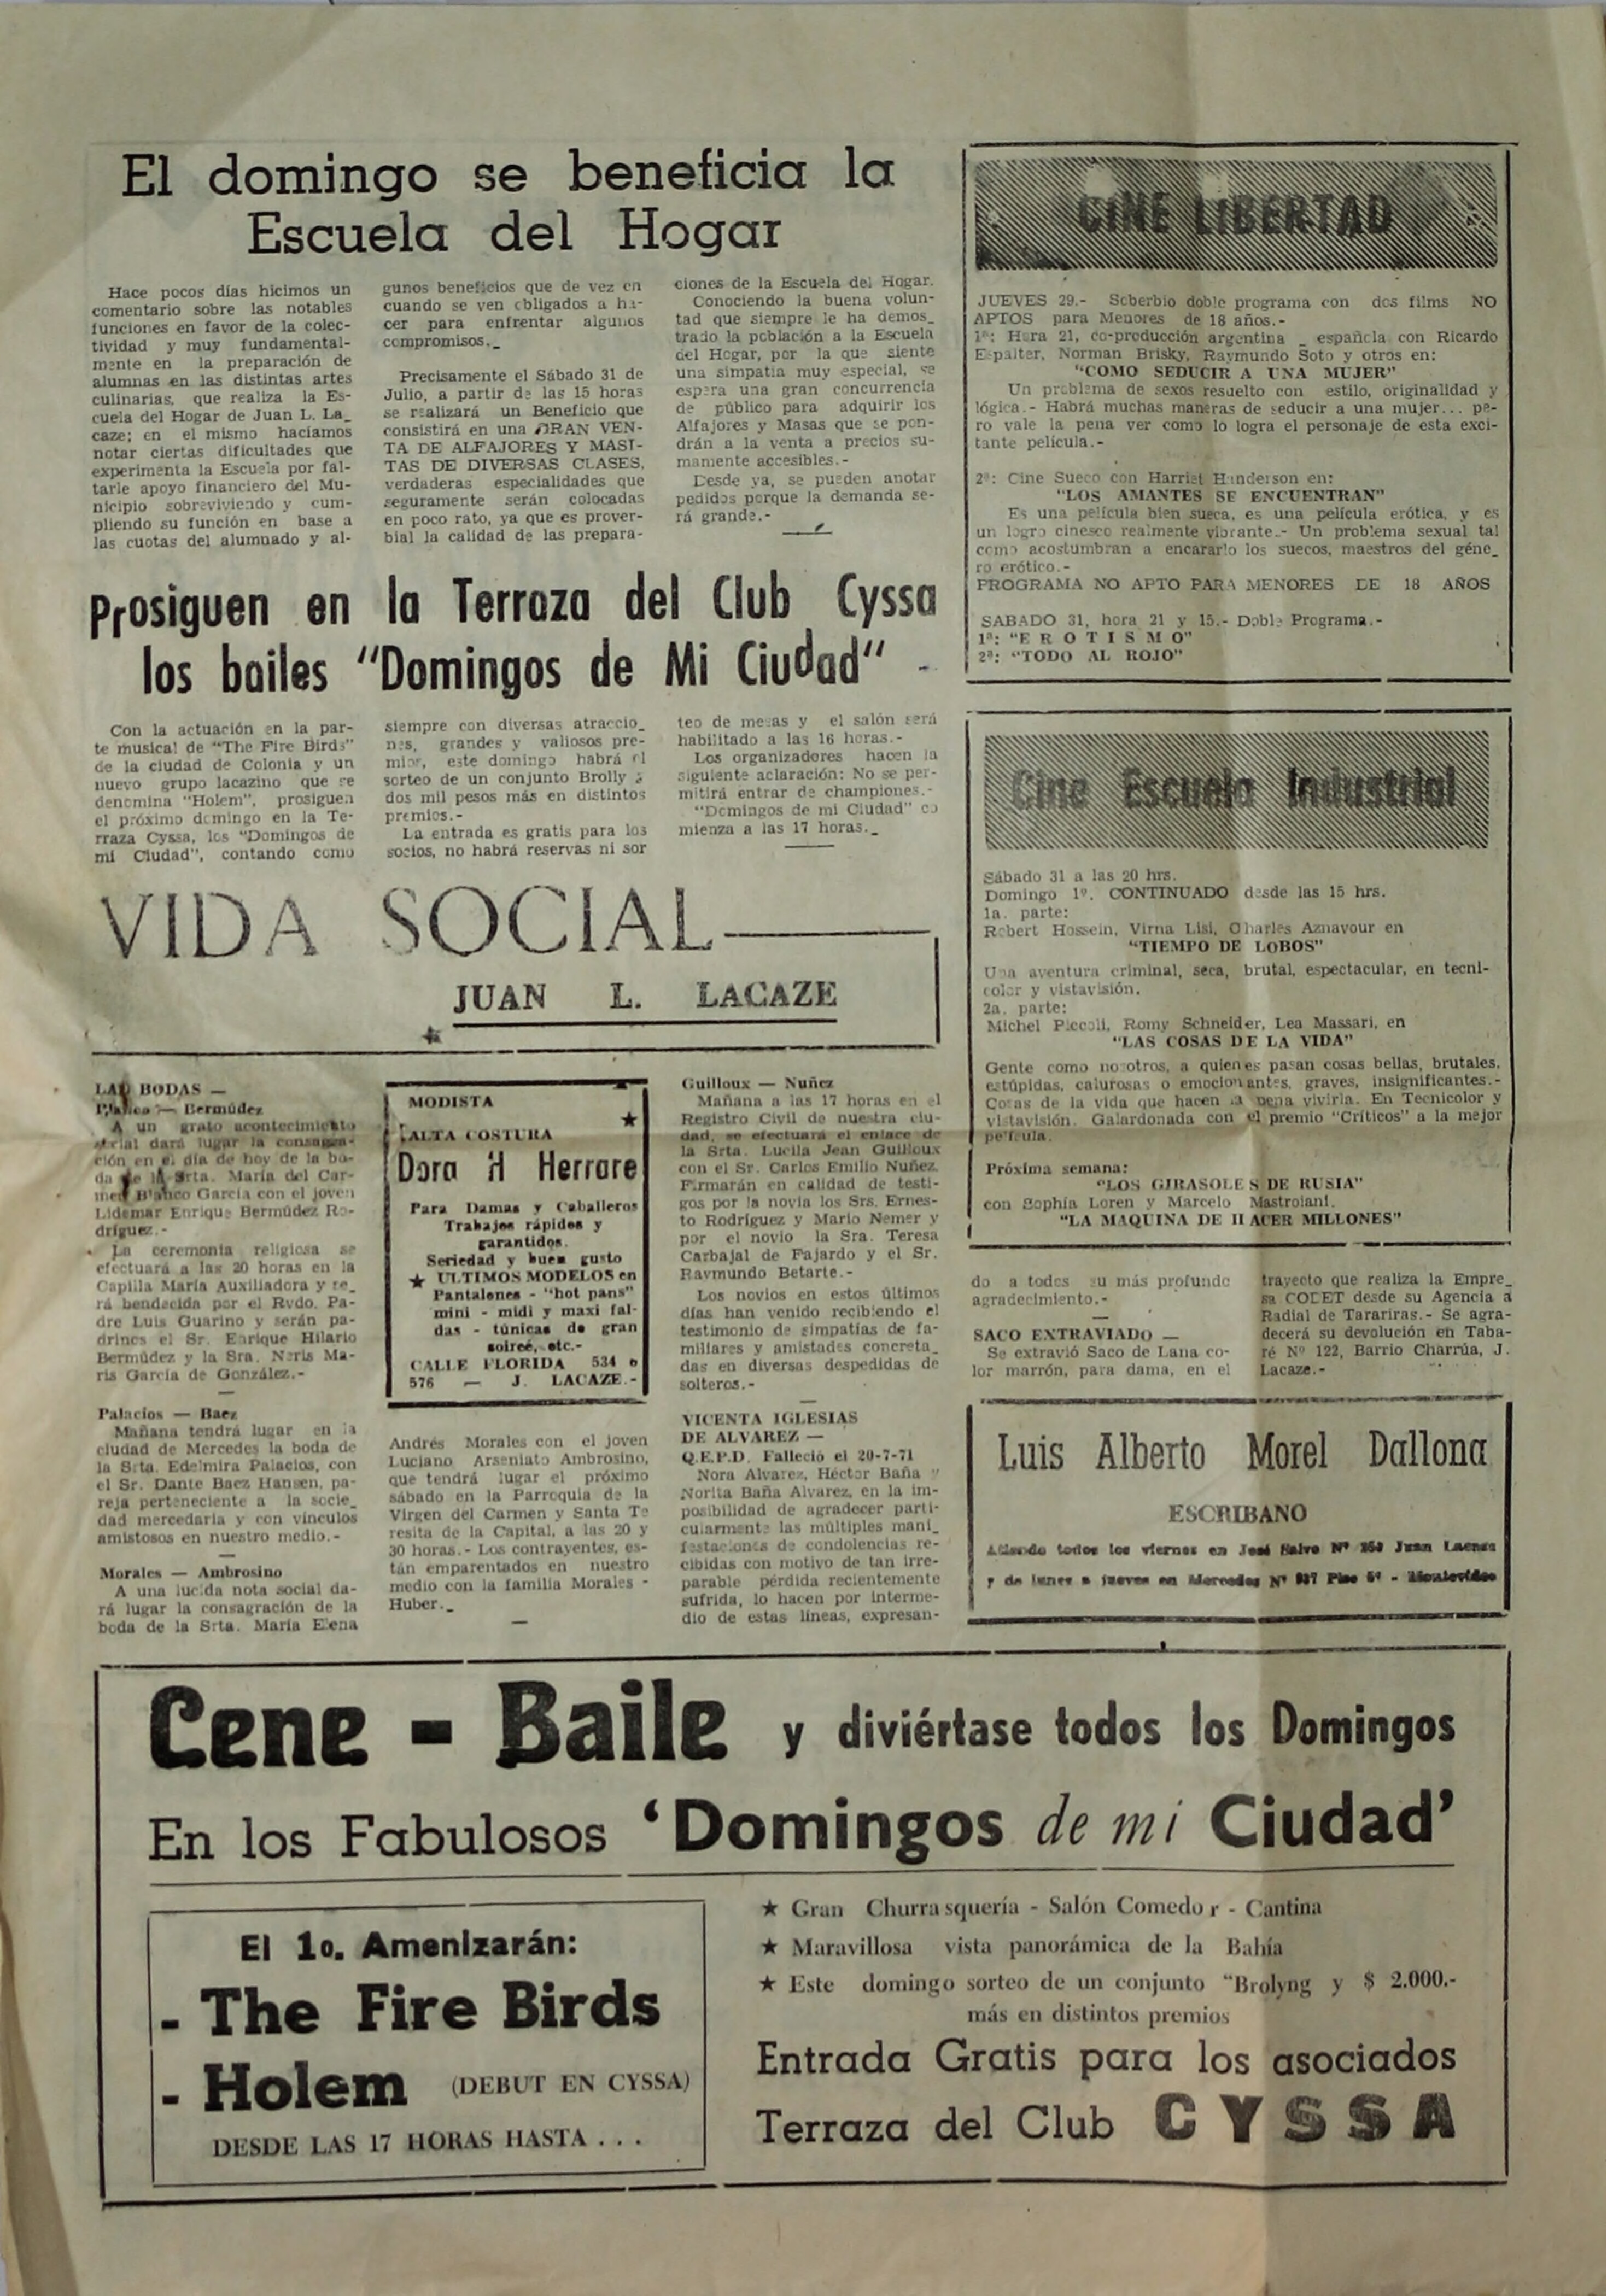 El domingo se beneficia la
Escuela del Hogar
Hace pocos días hicimos un
comentario sobre las notables
funciones en favor de la colec-
tividad y muy fundamental-
mente en la preparación de
alumnas en las distintas artes
culinarias, que realiza la Es-
cuela del Hogar de Juan L. La_
caze; en el mismo hacíamos
notar ciertas dificultades que
experimenta la Escuela por fal-
tarle apoyo financiero del Mu-
nicipio sobreviviendo y cum-
pliendo su función en base a
las cuotas del alumnado y al-
gunos beneficios que de vez en
cuando se ven obligados a ha-
cer para enfrentar algunos
compromisos._
Precisamente el Sábado 31 de
Julio, a partir de las 15 horas
se realizará un Beneficio que
consistirá en una GRAN VEN-
TA DE ALFAJORES Y MASI-
TAS DE DIVERSAS CLASES,
verdaderas especialidades que
seguramente serán colocadas
en poco rato, ya que es prover-
bial la calidad de las prepara-
ciones de la Escuela del Hogar.
Conociendo la buena volun-
tad que siempre le ha demos_
trado la población a la Escuela
del Hogar, por la que siente
una simpatía muy especial, se
espera una gran concurrencia
de público para adquirir los
Alfajores y Masas que se pon-
drán a la venta a precios su-
mamente accesibles.-
Desde ya, se pueden anotar
pedidos porque la demanda se-
rá grande.-
Prosiguen en la Terraza del Club Cyssa
los bailes "Domingos de Mi Ciudad" -
Con la actuación en la par-
te musical de "The Fire Birds"
de la ciudad de Colonia y un
nuevo grupo lacazino que se
denomina "Holem", prosiguen
el próximo domingo en la Te-
rraza Cyssa, los "Domingos de
mi Ciudad", contando como
siempre con diversas atraccio_
nes, grandes y valiosos pre-
mios, este domingo habrá el
sorteo de un conjunto Brolly y
dos mil pesos más en distintos
premios.-
La entrada es gratis para los
socios, no habrá reservas ni sor
teo de mesas y el salón será
habilitado a las 16 horas.-
Los organizadores hacen la
siguiente aclaración: No se per-
mitirá entrar de championes.-
"Domingos de mi Ciudad" co
mienza a las 17 horas._
VIDA SOCIAL
JUAN L. LACAZE
LAS BODAS —
Blanco — Bermúdez
A un grato acontecimiento
social dará lugar la consagra-
ción en el día de hoy de la bo-
da de la Srta. María del Car-
men Blanco García con el joven
Lidemar Enrique Bermúdez Ro-
dríguez.-
La ceremonia religiosa se
efectuará a las 20 horas en la
Capilla María Auxiliadora y se_
rá bendecida por el Rvdo. Pa-
dre Luis Guarino y serán pa-
drinos el Sr. Enrique Hilario
Bermúdez y la Sra. Neris Ma-
ris García de González.-
Palacios — Baez
Mañana tendrá lugar en la
ciudad de Mercedes la boda de
la Srta. Edelmira Palacios, con
el Sr. Dante Baez Hansen, pa-
reja perteneciente a la socie_
dad mercedaria y con vínculos
amistosos en nuestro medio.-
Morales — Ambrosino
A una lucida nota social da-
rá lugar la consagración de la
boda de la Srta. María Elena
MODISTA
ALTA COSTURA
Dora H Herrare
Para Damas y Caballeros
Trabajos rápidos y
garantidos.
Seriedad y buen gusto
★ ULTIMOS MODELOS en
Pantalones - "hot pans"
mini - midi y maxi fal-
das - túnicas de gran
soireé, etc.-
CALLE FLORIDA 534 o
576 — J. LACAZE.-
Andrés Morales con el joven
Luciano Arseniato Ambrosino,
que tendrá lugar el próximo
sábado en la Parroquia de la
Virgen del Carmen y Santa Te
resita de la Capital, a las 20 y
30 horas.- Los contrayentes, es-
tán emparentados en nuestro
medio con la familia Morales -
Huber._
Guilloux — Nuñez
Mañana a las 17 horas en el
Registro Civil de nuestra ciu-
dad, se efectuará el enlace de
la Srta. Lucila Jean Guilloux
con el Sr. Carlos Emilio Nuñez.
Firmarán en calidad de testi-
gos por la novia los Srs. Ernes-
to Rodríguez y Mario Nemer y
por el novio la Sra. Teresa
Carbajal de Fajardo y el Sr.
Raymundo Betarte.-
Los novios en estos últimos
días han venido recibiendo el
testimonio de simpatías de fa-
miliares y amistades concreta_
das en diversas despedidas de
solteros.-
VICENTA IGLESIAS
DE ALVAREZ —
Q.E.P.D. Falleció el 20-7-71
Nora Alvarez, Héctor Baña y
Norita Baña Alvarez, en la im-
posibilidad de agradecer parti-
cularmente las múltiples mani_
festaciones de condolencias re-
cibidas con motivo de tan irre-
parable pérdida recientemente
sufrida, lo hacen por interme-
dio de estas líneas, expresan-
do a todos su más profundo
agradecimiento.-
SACO EXTRAVIADO —
Se extravió Saco de Lana co-
lor marrón, para dama, en el
trayecto que realiza la Empre_
sa COLET desde su Agencia a
Radial de Tarariras.- Se agra-
decerá su devolución en Taba-
ré Nº 122, Barrio Charrúa, J.
Lacaze.-
CINE LIBERTAD
JUEVES 29.- Soberbio doble programa con dos films NO
APTOS para Menores de 18 años.-
1º: Hora 21, co-producción argentina _ española con Ricardo
Espalter, Norman Brisky, Raymundo Soto y otros en:
"COMO SEDUCIR A UNA MUJER"
Un problema de sexos resuelto con estilo, originalidad y
lógica.- Habrá muchas maneras de seducir a una mujer... pe-
ro vale la pena ver como lo logra el personaje de esta exci-
tante película.-
2º: Cine Sueco con Harriet Handerson en:
"LOS AMANTES SE ENCUENTRAN"
Es una película bien sueca, es una película erótica, y es
un logro cinesco realmente vibrante.- Un problema sexual tal
como acostumbran a encararlo los suecos, maestros del géne_
ro erótico.-
PROGRAMA NO APTO PARA MENORES DE 18 AÑOS
SABADO 31, hora 21 y 15.- Doble Programa.-
1ª: "E R O T I S M O"
2ª: "TODO AL ROJO"
Cine Escuela Industrial
Sábado 31 a las 20 hrs.
Domingo 1º. CONTINUADO desde las 15 hrs.
1a. parte:
Robert Hossein, Virna Lisi, Charles Aznavour en
"TIEMPO DE LOBOS"
Una aventura criminal, seca, brutal, espectacular, en tecni-
color y vistavisión.
2a. parte:
Michel Piccoli, Romy Schneider, Lea Massari, en
"LAS COSAS DE LA VIDA"
Gente como nosotros, a quienes pasan cosas bellas, brutales,
estúpidas, calurosas o emocionantes, graves, insignificantes.-
Cosas de la vida que hacen la pena vivirla. En Tecnicolor y
vistavisión. Galardonada con el premio "Críticos" a la mejor
película.
Próxima semana:
"LOS GIRASOLES DE RUSIA"
con Sophía Loren y Marcelo Mastroiani.
"LA MAQUINA DE HACER MILLONES"
Luis Alberto Morel Dallona
ESCRIBANO
Atiende todos los viernes en José Salvo Nº Juan Lacaze
y de lunes a jueves en Mercedes Nº 937 Piso 5º - Montevideo
Cene - Baile y diviértase todos los Domingos
En los Fabulosos 'Domingos de mi Ciudad'
El 1o. Amenizarán:
- The Fire Birds
- Holem (DEBUT EN CYSSA)
DESDE LAS 17 HORAS HASTA . . .
★ Gran Churrasquería - Salón Comedor - Cantina
★ Maravillosa vista panorámica de la Bahía
★ Este domingo sorteo de un conjunto "Brolyng y $ 2.000.-
más en distintos premios
Entrada Gratis para los asociados
Terraza del Club CYSSA